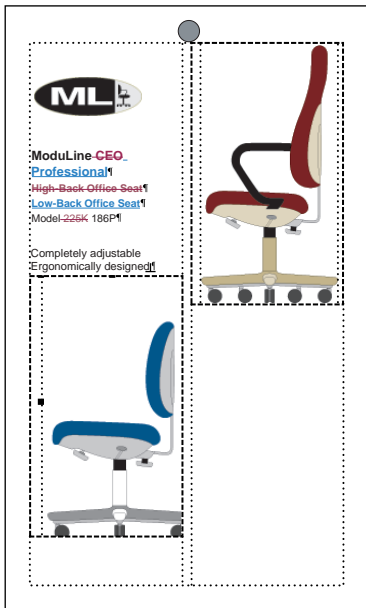 ML
ModuLine CEO
Professional¶
High-Back Office Seat¶
Low-Back Office Seat¶
Model 225K 186P¶
Completely adjustable
Ergonomically designed¶